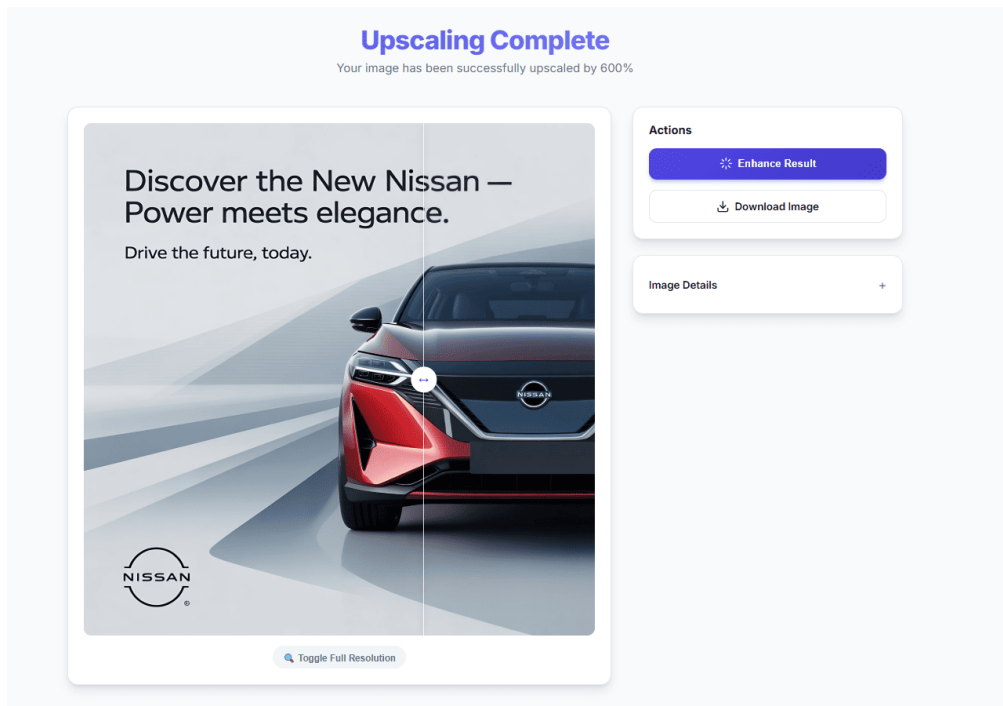 Upscaling Complete
Your image has been successfully upscaled by 600%
Discover the New Nissan —
Power meets elegance.
Drive the future, today.
NISSAN
NISSAN
®
Actions
Enhance Result
Download Image
Image Details
+
Toggle Full Resolution